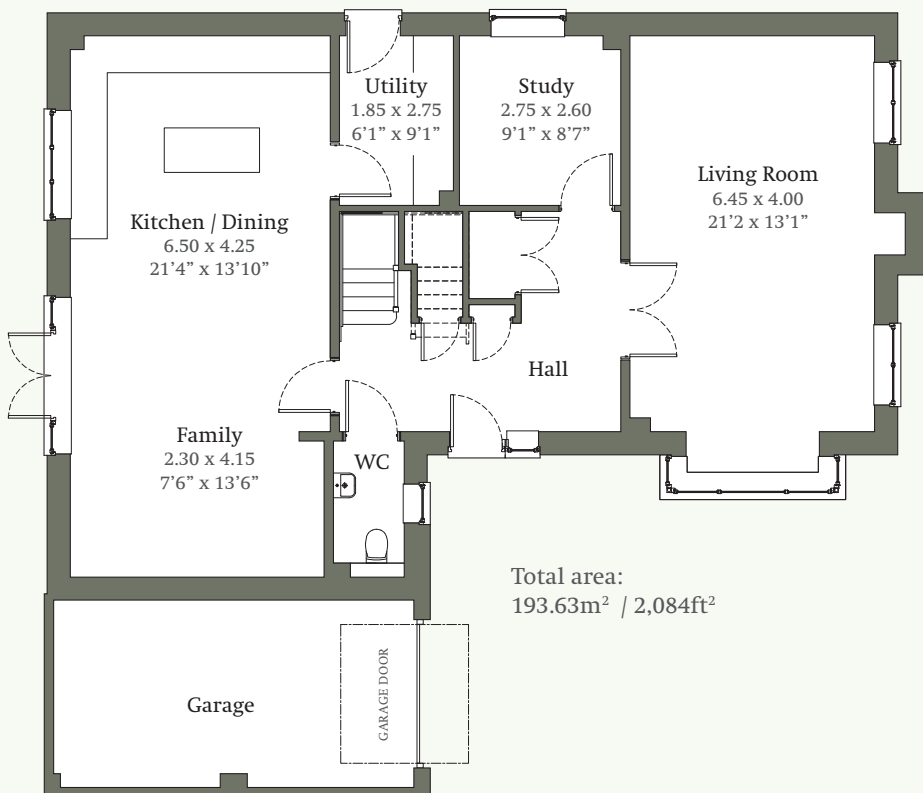 Utility
1.85 x 2.75
6'1” x 9'1”
Study
2.75 x 2.60
9'1” x 8'7”
Living Room
6.45 x 4.00
21'2 x 13'1”
Kitchen / Dining
6.50 x 4.25
21'4” x 13'10”
Hall
Family
2.30 x 4.15
7'6” x 13'6”
WC
Total area:
193.63m² / 2,084ft²
Garage
GARAGE DOOR